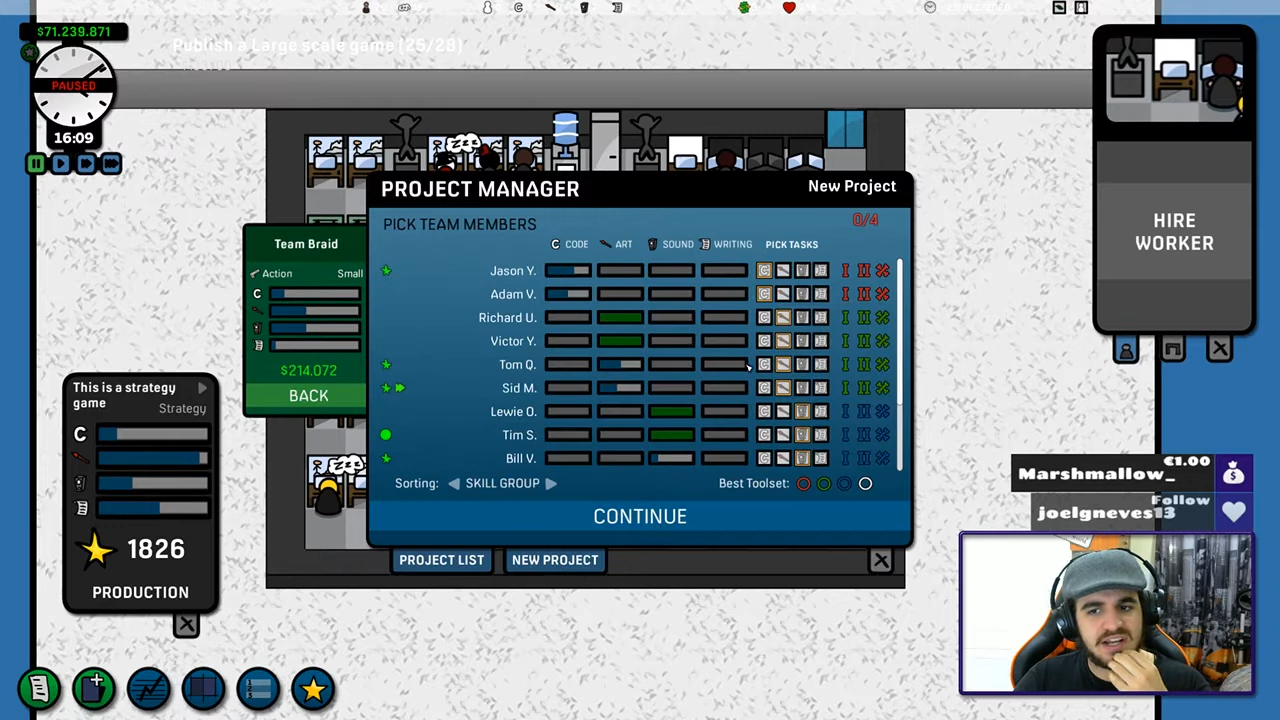 $71.239.871
Publish a Large scale game (26/28)
PAUSED
16:09
PROJECT MANAGER
New Project
PICK TEAM MEMBERS
0/4
C CODE ART SOUND WRITING PICK TASKS
Jason Y.
Adam V.
Richard U.
Victor Y.
Tom Q.
Sid M.
Lewie O.
Tim S.
Bill V.
Sorting: SKILL GROUP
Best Toolset:
CONTINUE
PROJECT LIST
NEW PROJECT
Team Braid
Action Small
C
$214.072
BACK
This is a strategy
game
Strategy
C
1826
PRODUCTION
HIRE
WORKER
€1.00
Marshmallow_
Follow
joelgneves13